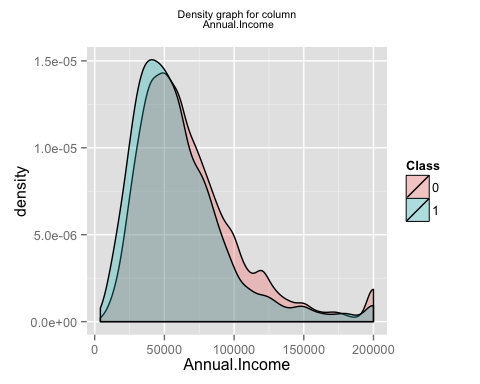 Density graph for column
Annual.Income
1.5e-05
1.0e-05
5.0e-06
0.0e+00
density
0
50000
100000
150000
200000
Annual.Income
Class
0
1